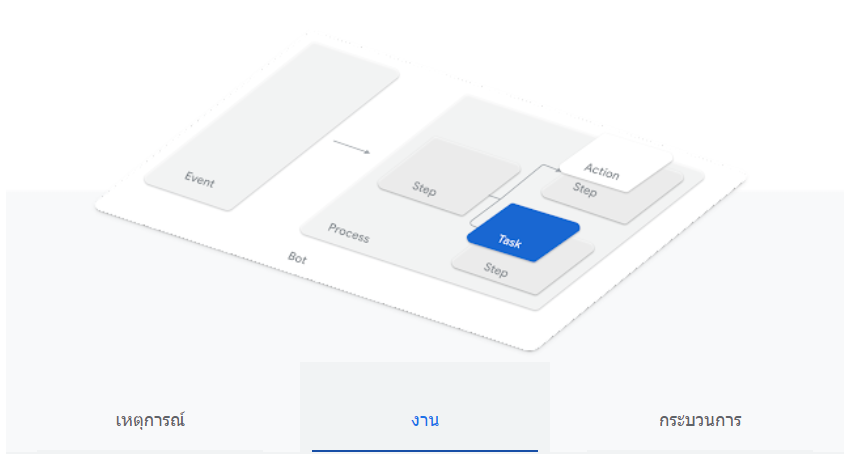 Event
Step
Action
Step
Process
Task
Bot
Step
เหตุการณ์
งาน
กระบวนการ